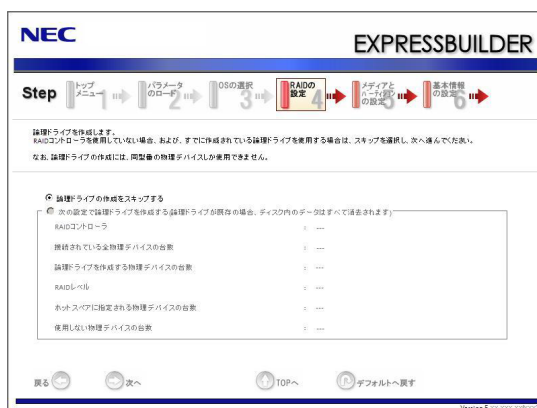 NEC
EXPRESSBUILDER
Step トップメニュー 1 パラメータのロード 2 OSの選択 3 RAIDの設定 4 メディアとパーティションの設定 5 基本情報の設定 6
論理ドライブを作成します。
RAIDコントローラを使用していない場合、および、すでに作成されている論理ドライブを使用する場合は、スキップを選択し、次へ進んでください。
なお、論理ドライブの作成には、同型番の物理デバイスしか使用できません。
論理ドライブの作成をスキップする
次の設定で論理ドライブを作成する(論理ドライブが既存の場合、ディスク内のデータはすべて消去されます)
RAIDコントローラ : ---
接続されている全物理デバイスの台数 : ---
論理ドライブを作成する物理デバイスの台数 : ---
RAIDレベル : ---
ホットスペアに指定される物理デバイスの台数 : ---
使用しない物理デバイスの台数 : ---
戻る 次へ TOPへ デフォルトへ戻す
Version 5